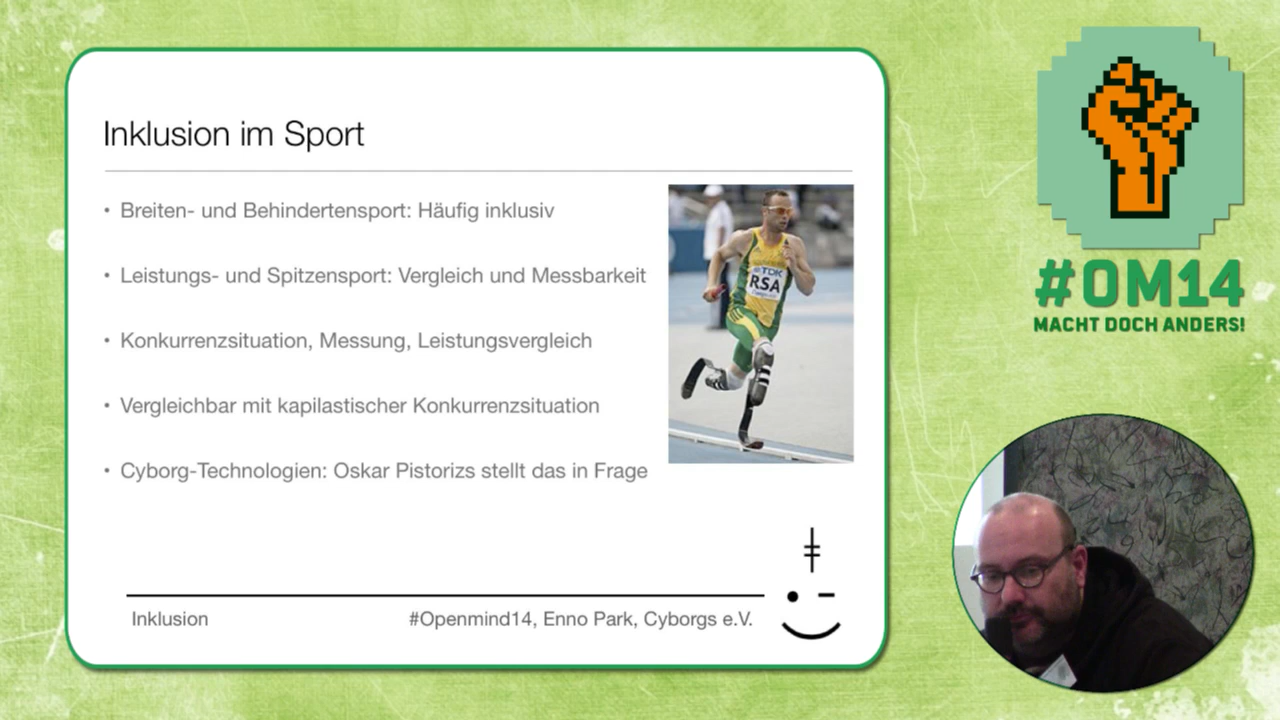 Inklusion im Sport
• Breiten- und Behindertensport: Häufig inklusiv
• Leistungs- und Spitzensport: Vergleich und Messbarkeit
• Konkurrenzsituation, Messung, Leistungsvergleich
• Vergleichbar mit kapilastischer Konkurrenzsituation
• Cyborg-Technologien: Oskar Pistorizs stellt das in Frage
TDK
RSA
Inklusion
#Openmind14, Enno Park, Cyborgs e.V.
#OM14
MACHT DOCH ANDERS!